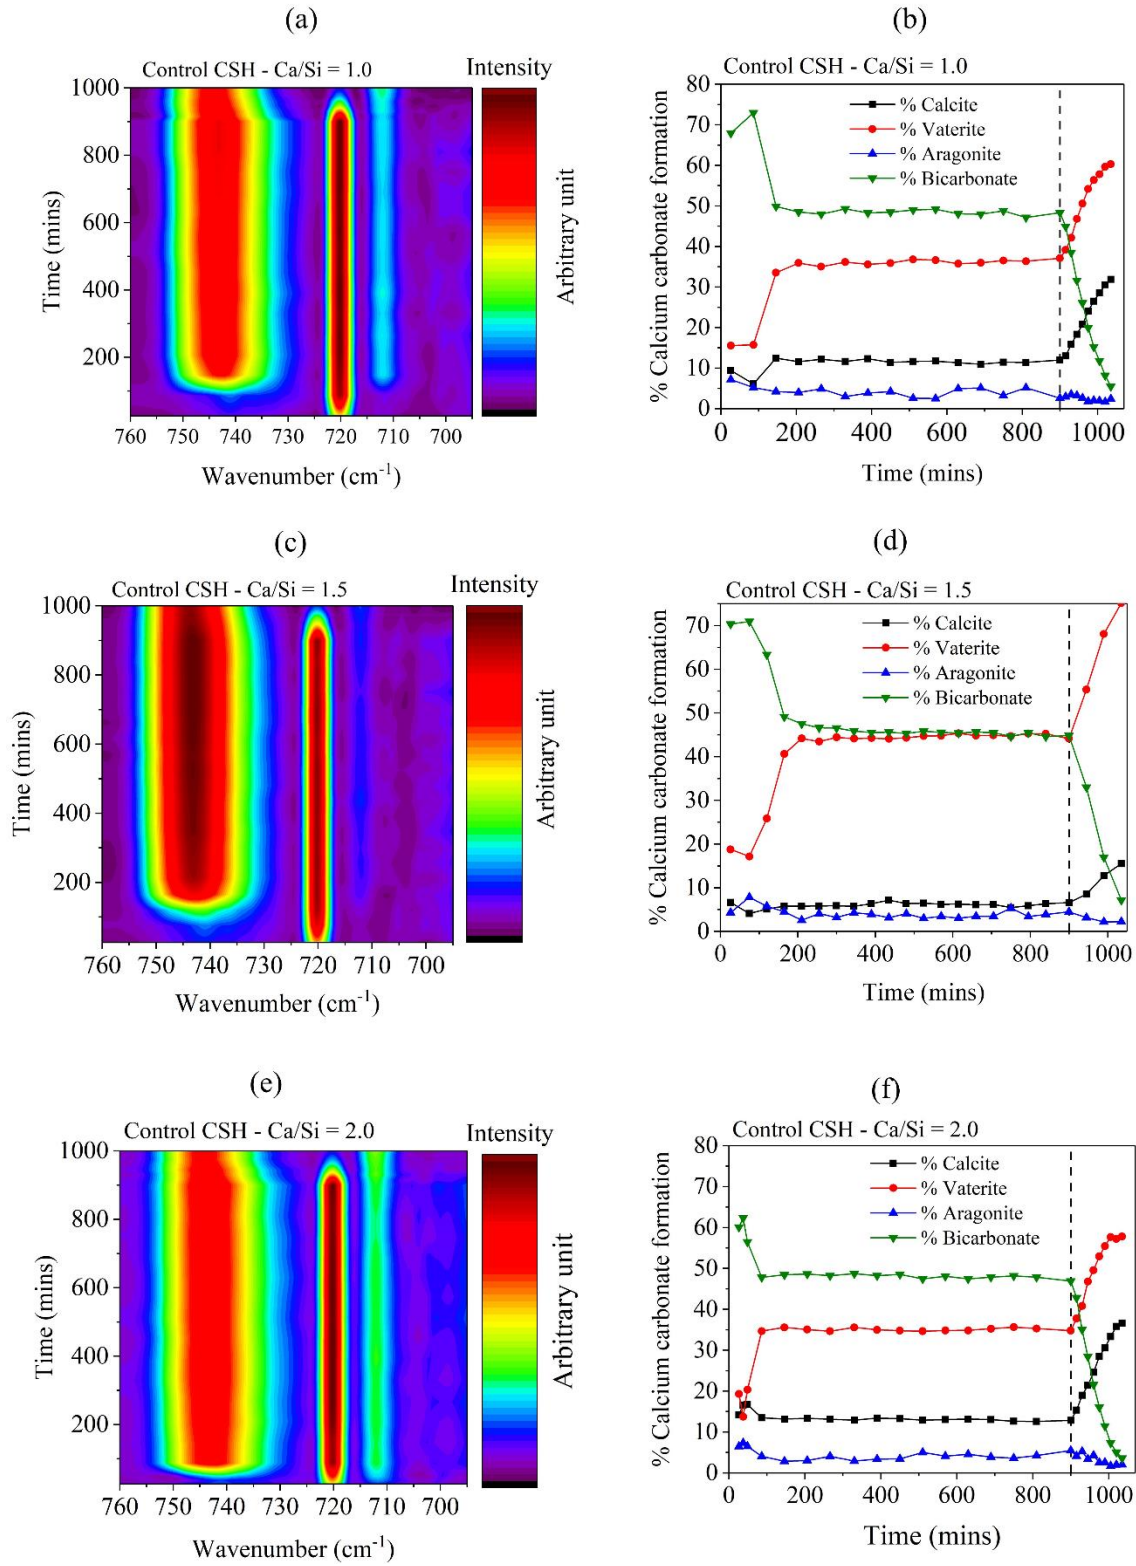 (a)
Control CSH - Ca/Si = 1.0
Intensity
1000
800
600
400
200
Time (mins)
760 750 740 730 720 710 700
Wavenumber (cm⁻¹)
Arbitrary unit
(b)
Control CSH - Ca/Si = 1.0
% Calcite
% Vaterite
% Aragonite
% Bicarbonate
80
70
60
50
40
30
20
10
0
% Calcium carbonate formation
0 200 400 600 800 1000
Time (mins)
(c)
Control CSH - Ca/Si = 1.5
Intensity
1000
800
600
400
200
Time (mins)
760 750 740 730 720 710 700
Wavenumber (cm⁻¹)
Arbitrary unit
(d)
Control CSH - Ca/Si = 1.5
% Calcite
% Vaterite
% Aragonite
% Bicarbonate
70
60
50
40
30
20
10
0
% Calcium carbonate formation
0 200 400 600 800 1000
Time (mins)
(e)
Control CSH - Ca/Si = 2.0
Intensity
1000
800
600
400
200
Time (mins)
760 750 740 730 720 710 700
Wavenumber (cm⁻¹)
Arbitrary unit
(f)
Control CSH - Ca/Si = 2.0
% Calcite
% Vaterite
% Aragonite
% Bicarbonate
80
70
60
50
40
30
20
10
0
% Calcium carbonate formation
0 200 400 600 800 1000
Time (mins)